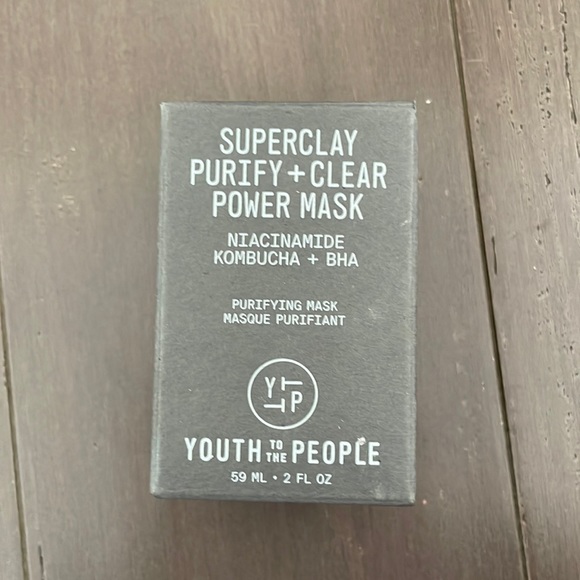 SUPERCLAY
PURIFY + CLEAR
POWER MASK
NIACINAMIDE
KOMBUCHA + BHA
PURIFYING MASK
MASQUE PURIFIANT
Y T T P
YOUTH TO THE PEOPLE
59 ML • 2 FL OZ